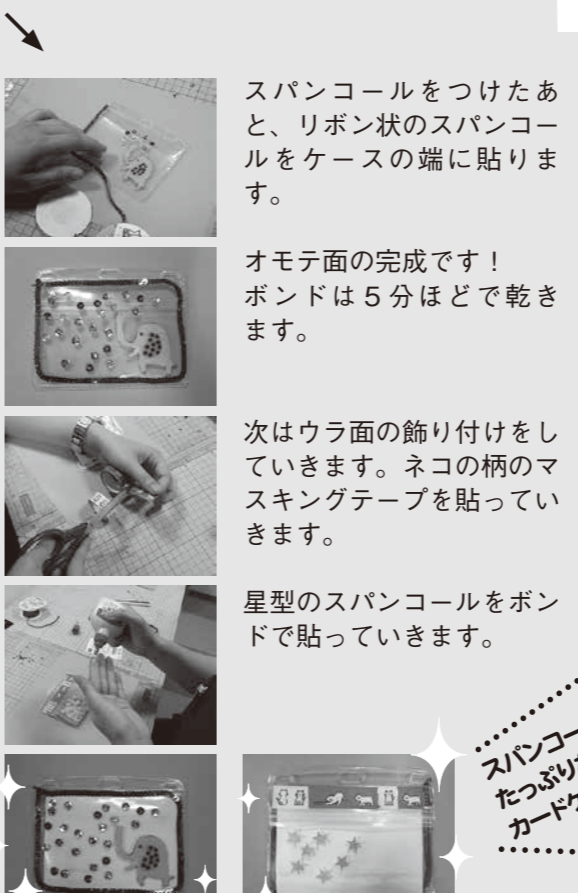 スパンコールをつけたあ
と、リボン状のスパンコー
ルをケースの端に貼りま
す。
オモテ面の完成です！
ボンドは５分ほどで乾き
ます。
次はウラ面の飾り付けをし
ていきます。ネコの柄のマ
スキングテープを貼ってい
きます。
星型のスパンコールをボン
ドで貼っていきます。
スパンコー
たっぷり
カードケ